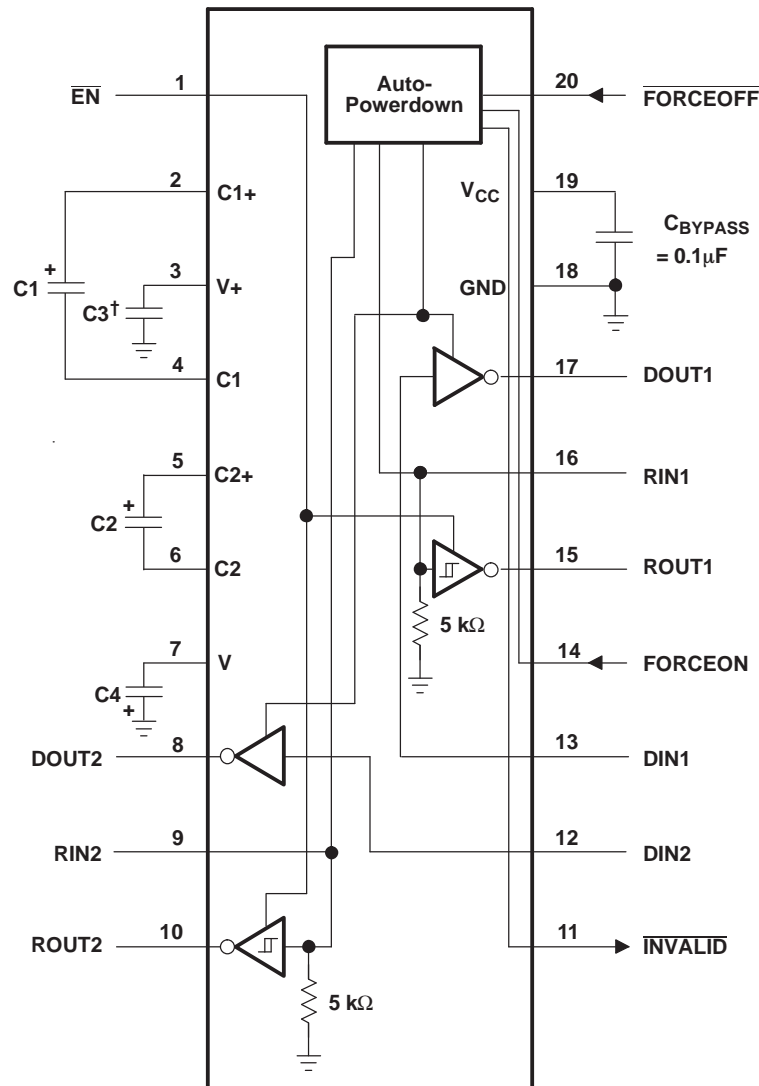 EN 1 Auto- 20 FORCEOFF
Powerdown
2 C1+ VCC 19
CBYPASS
= 0.1μF
+ 3 V+ GND 18
C1 C3†
4 C1 17 DOUT1
5 C2+ 16 RIN1
+
C2
6 C2 15 ROUT1
5 kΩ
7 V 14 FORCEON
C4
+
DOUT2 8 13 DIN1
RIN2 9 12 DIN2
ROUT2 10 11 INVALID
5 kΩ